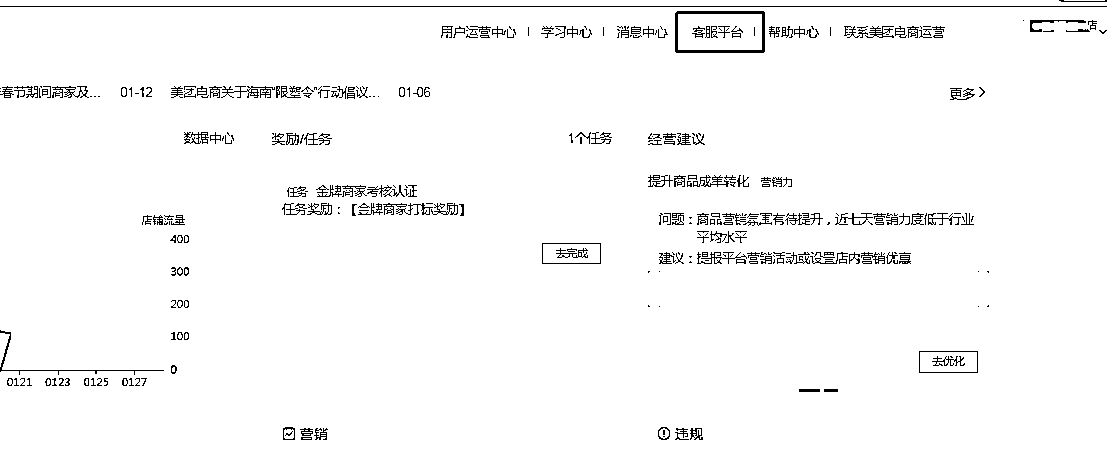 用户运营中心 | 学习中心 | 消息中心 客服平台 | 帮助中心 | 联系美团电商运营
店
春节期间商家及... 01-12 美团电商关于海南"限塑令"行动倡议... 01-06 更多
数据中心
奖励/任务 1个任务
经营建议
任务 金牌商家考核认证
任务奖励：【金牌商家打标奖励】
去完成
提升商品成单转化 营销力
问题：商品营销氛围有待提升，近七天营销力度低于行业
平均水平
建议：提报平台营销活动或设置店内营销优惠
去优化
店铺流量
400
300
200
100
0
0121 0123 0125 0127
营销
违规